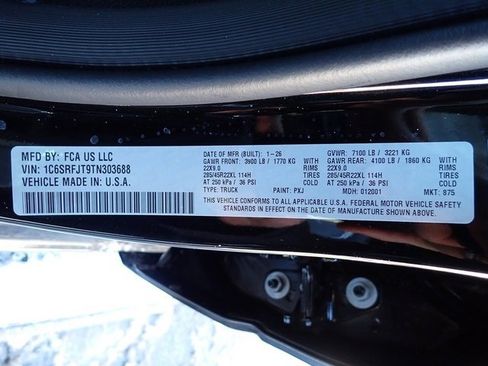 MFD BY: FCA US LLC
VIN: 1C6SRFJT9TN303688
VEHICLE MADE IN U.S.A.
DATE OF MFR (BUILT): 1-26
GAWR FRONT: 3900 LB / 1770 KG
WITH
22X9.0
RIMS
285/45R22XL 114H
TIRES
AT 250 kPa / 36 PSI
COLD
TYPE: TRUCK
PAINT: PXJ
GVWR: 7100 LB / 3221 KG
GAWR REAR: 4100 LB / 1860 KG
WITH
22X9.0
RIMS
285/45R22XL 114H
TIRES
AT 250 kPa / 36 PSI
COLD
MDH: 012001
MKT: 875
THIS VEHICLE CONFORMS TO ALL APPLICABLE U.S.A. FEDERAL MOTOR VEHICLE SAFETY
STANDARDS IN EFFECT ON THE DATE OF MANUFACTURE SHOWN ABOVE.